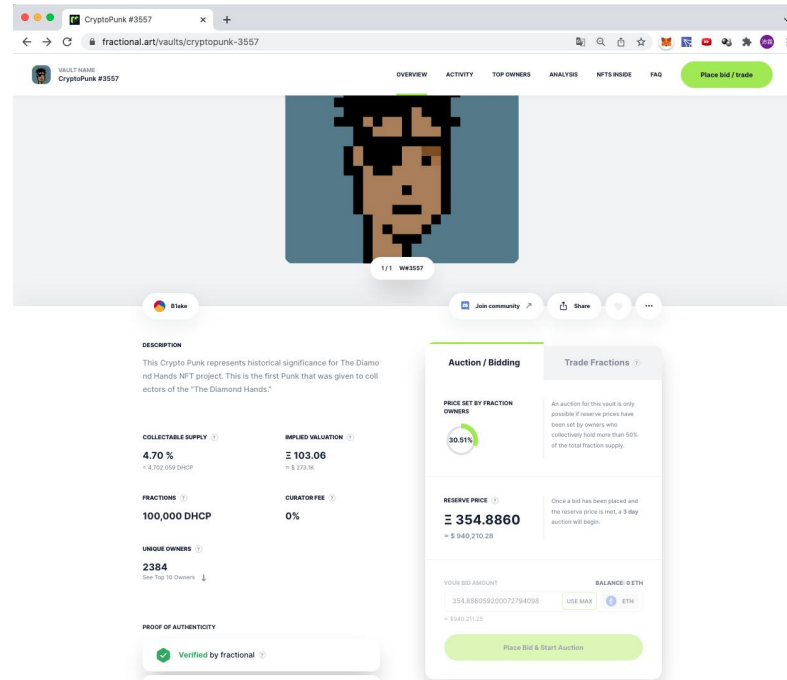 CryptoPunk #3557
fractional.art/vaults/cryptopunk-3557
VAULT NAME
CryptoPunk #3557
OVERVIEW ACTIVITY TOP OWNERS ANALYSIS NFTS INSIDE FAQ Place bid / trade
1 / 1 W#3557
B1ake Join community ↗ Share
DESCRIPTION
This Crypto Punk represents historical significance for The Diamo
nd Hands NFT project. This is the first Punk that was given to coll
ectors of the "The Diamond Hands."
COLLECTABLE SUPPLY ? IMPLIED VALUATION ?
4.70 % Ξ 103.06
≈ 4,702.059 DHCP ≈ $ 273.1K
FRACTIONS ? CURATOR FEE ?
100,000 DHCP 0%
UNIQUE OWNERS ?
2384
See Top 10 Owners ↓
PROOF OF AUTHENTICITY
Verified by fractional ?
Auction / Bidding Trade Fractions ?
PRICE SET BY FRACTION
OWNERS
30.51%
An auction for this vault is only
possible if reserve prices have
been set by owners who
collectively hold more than 50%
of the total fraction supply.
RESERVE PRICE ?
Ξ 354.8860
≈ $ 940,210.28
Once a bid has been placed and
the reserve price is met, a 3 day
auction will begin.
YOUR BID AMOUNT BALANCE: 0 ETH
354.886059200072794098 USE MAX ETH
≈ $940,211.25
Place Bid & Start Auction